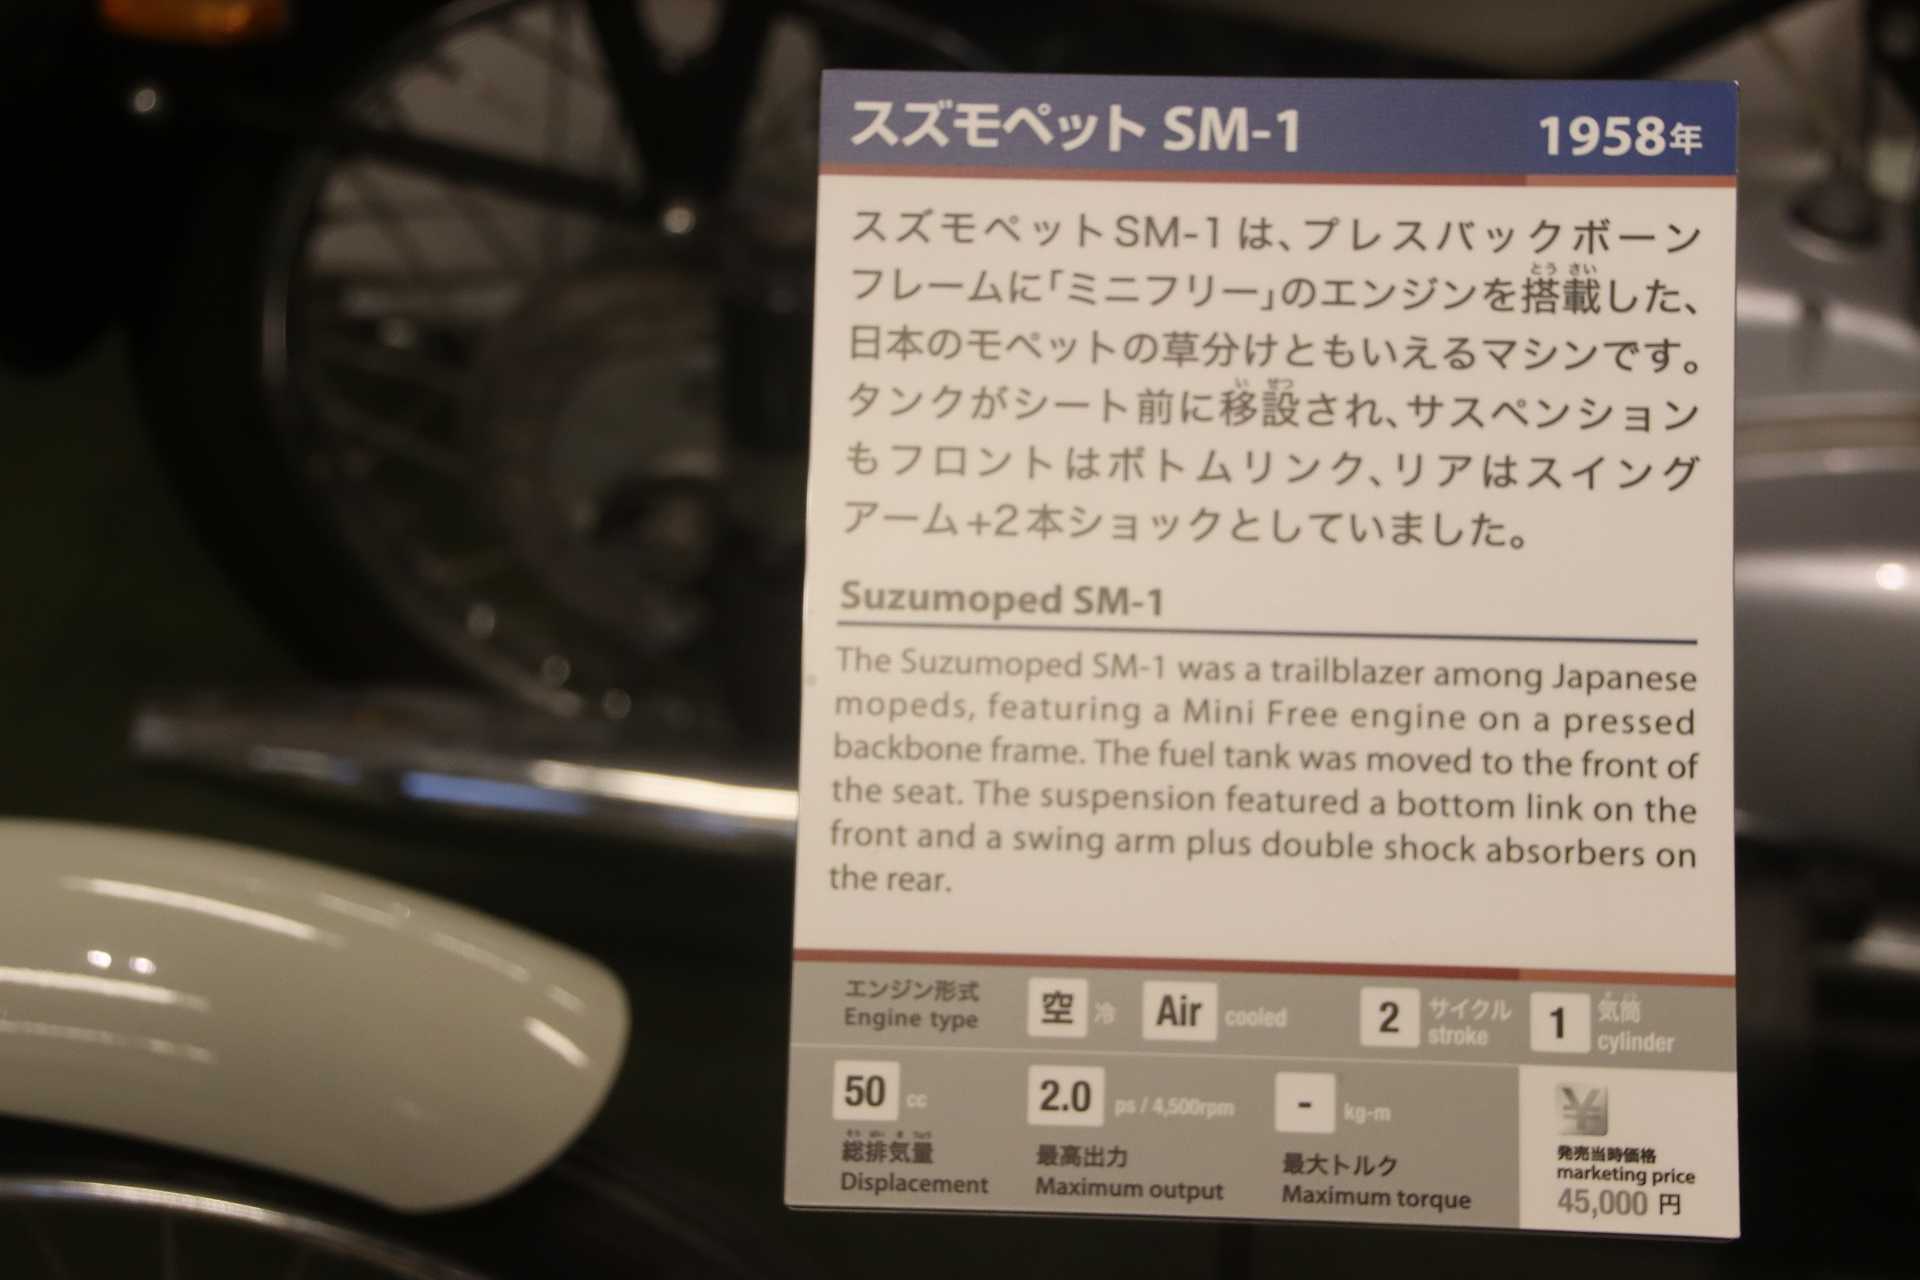 スズモペット SM-1 1958年
スズモペットSM-1は、プレスバックボーン
フレームに「ミニフリー」のエンジンを搭載した、
とう さい
日本のモペットの草分けともいえるマシンです。
タンクがシート前に移設され、サスペンション
い せつ
もフロントはボトムリンク、リアはスイング
アーム+2本ショックとしていました。
Suzumoped SM-1
The Suzumoped SM-1 was a trailblazer among Japanese
mopeds, featuring a Mini Free engine on a pressed
backbone frame. The fuel tank was moved to the front of
the seat. The suspension featured a bottom link on the
front and a swing arm plus double shock absorbers on
the rear.
エンジン形式
Engine type
空 冷 Air cooled
2 サイクル
stroke
1 気筒
cylinder
50 cc
総排気量
Displacement
2.0 ps / 4,500rpm
最高出力
Maximum output
- kg-m
最大トルク
Maximum torque
¥
発売当時価格
marketing price
45,000 円